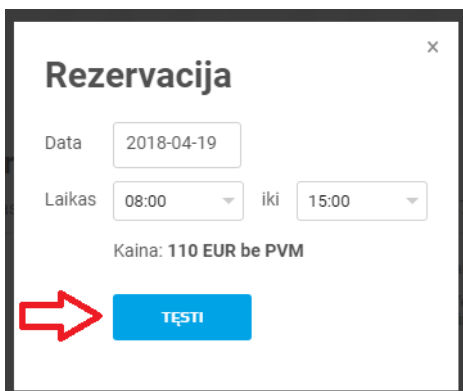 ×
Rezervacija
Data 2018-04-19
Laikas 08:00 iki 15:00
Kaina: 110 EUR be PVM
TĘSTI